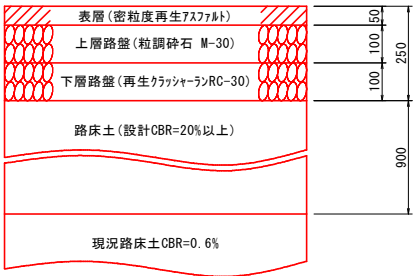 表層(密粒度再生アスファルト)
上層路盤(粒調砕石 M-30)
下層路盤(再生クラッシャーランRC-30)
路床土(設計CBR=20%以上)
現況路床土CBR=0.6%
50
100
100
250
900